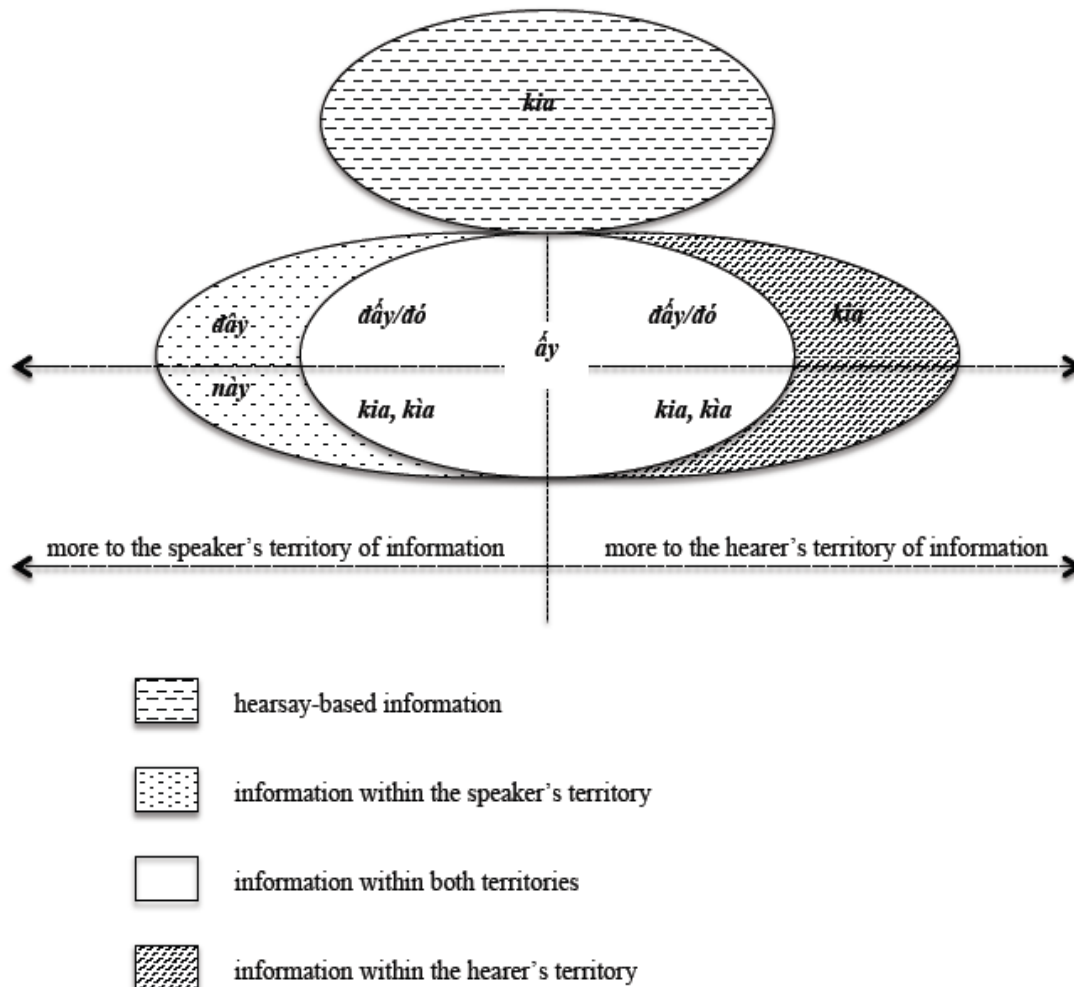 kia
đây
đấy/đó
ấy
đấy/đó
kia
này
kia, kìa
kia, kìa
more to the speaker’s territory of information
more to the hearer’s territory of information
hearsay-based information
information within the speaker’s territory
information within both territories
information within the hearer’s territory